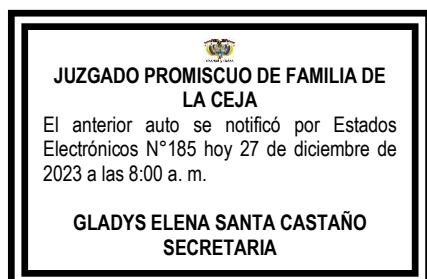 JUZGADO PROMISCUO DE FAMILIA DE
LA CEJA
El anterior auto se notificó por Estados
Electrónicos N°185 hoy 27 de diciembre de
2023 a las 8:00 a. m.
GLADYS ELENA SANTA CASTAÑO
SECRETARIA